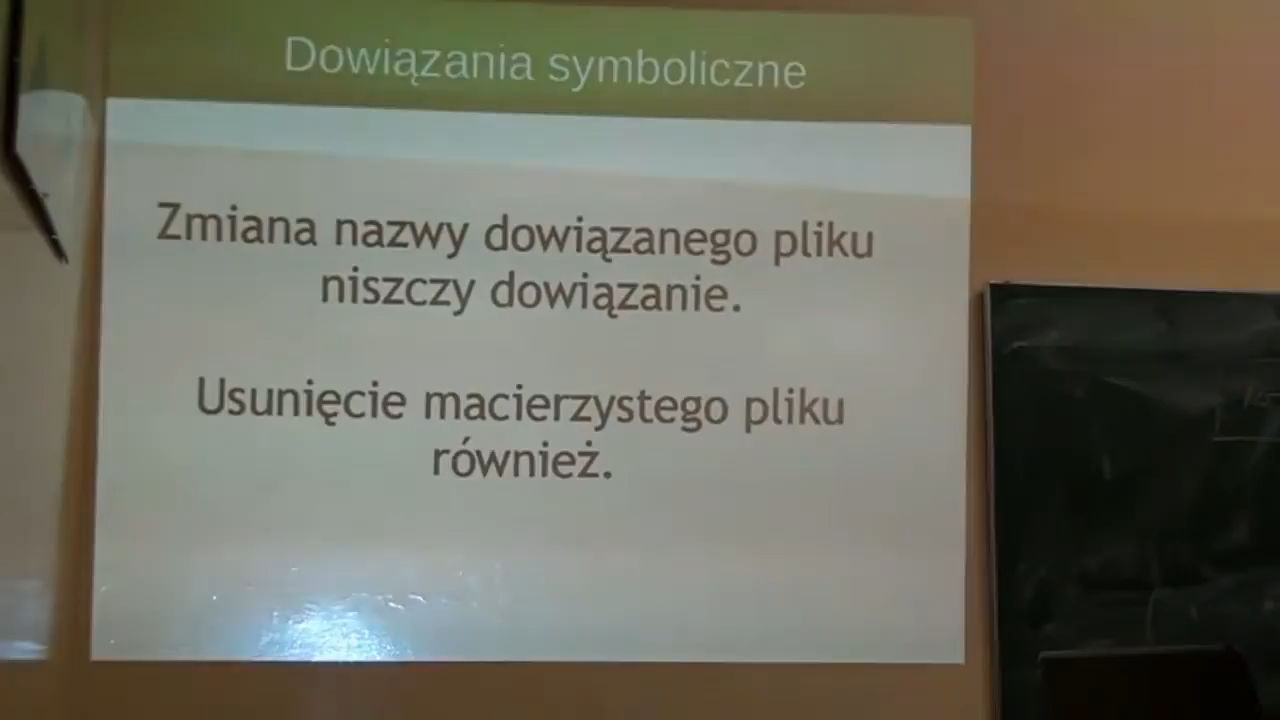 Dowiązania symboliczne
Zmiana nazwy dowiązanego pliku
niszczy dowiązanie.
Usunięcie macierzystego pliku
również.